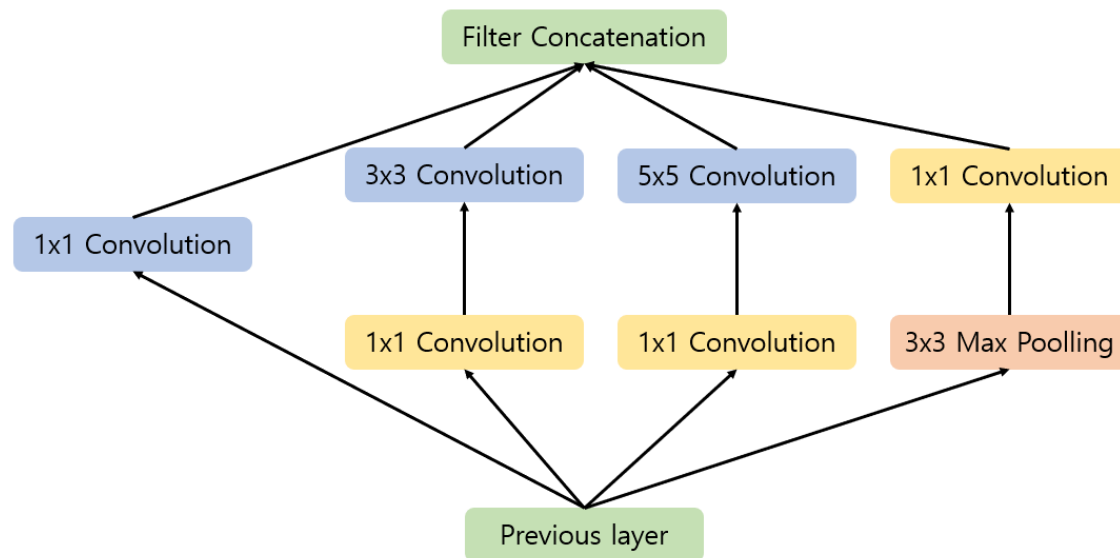 Filter Concatenation
3x3 Convolution
5x5 Convolution
1x1 Convolution
1x1 Convolution
1x1 Convolution
1x1 Convolution
3x3 Max Poolling
Previous layer